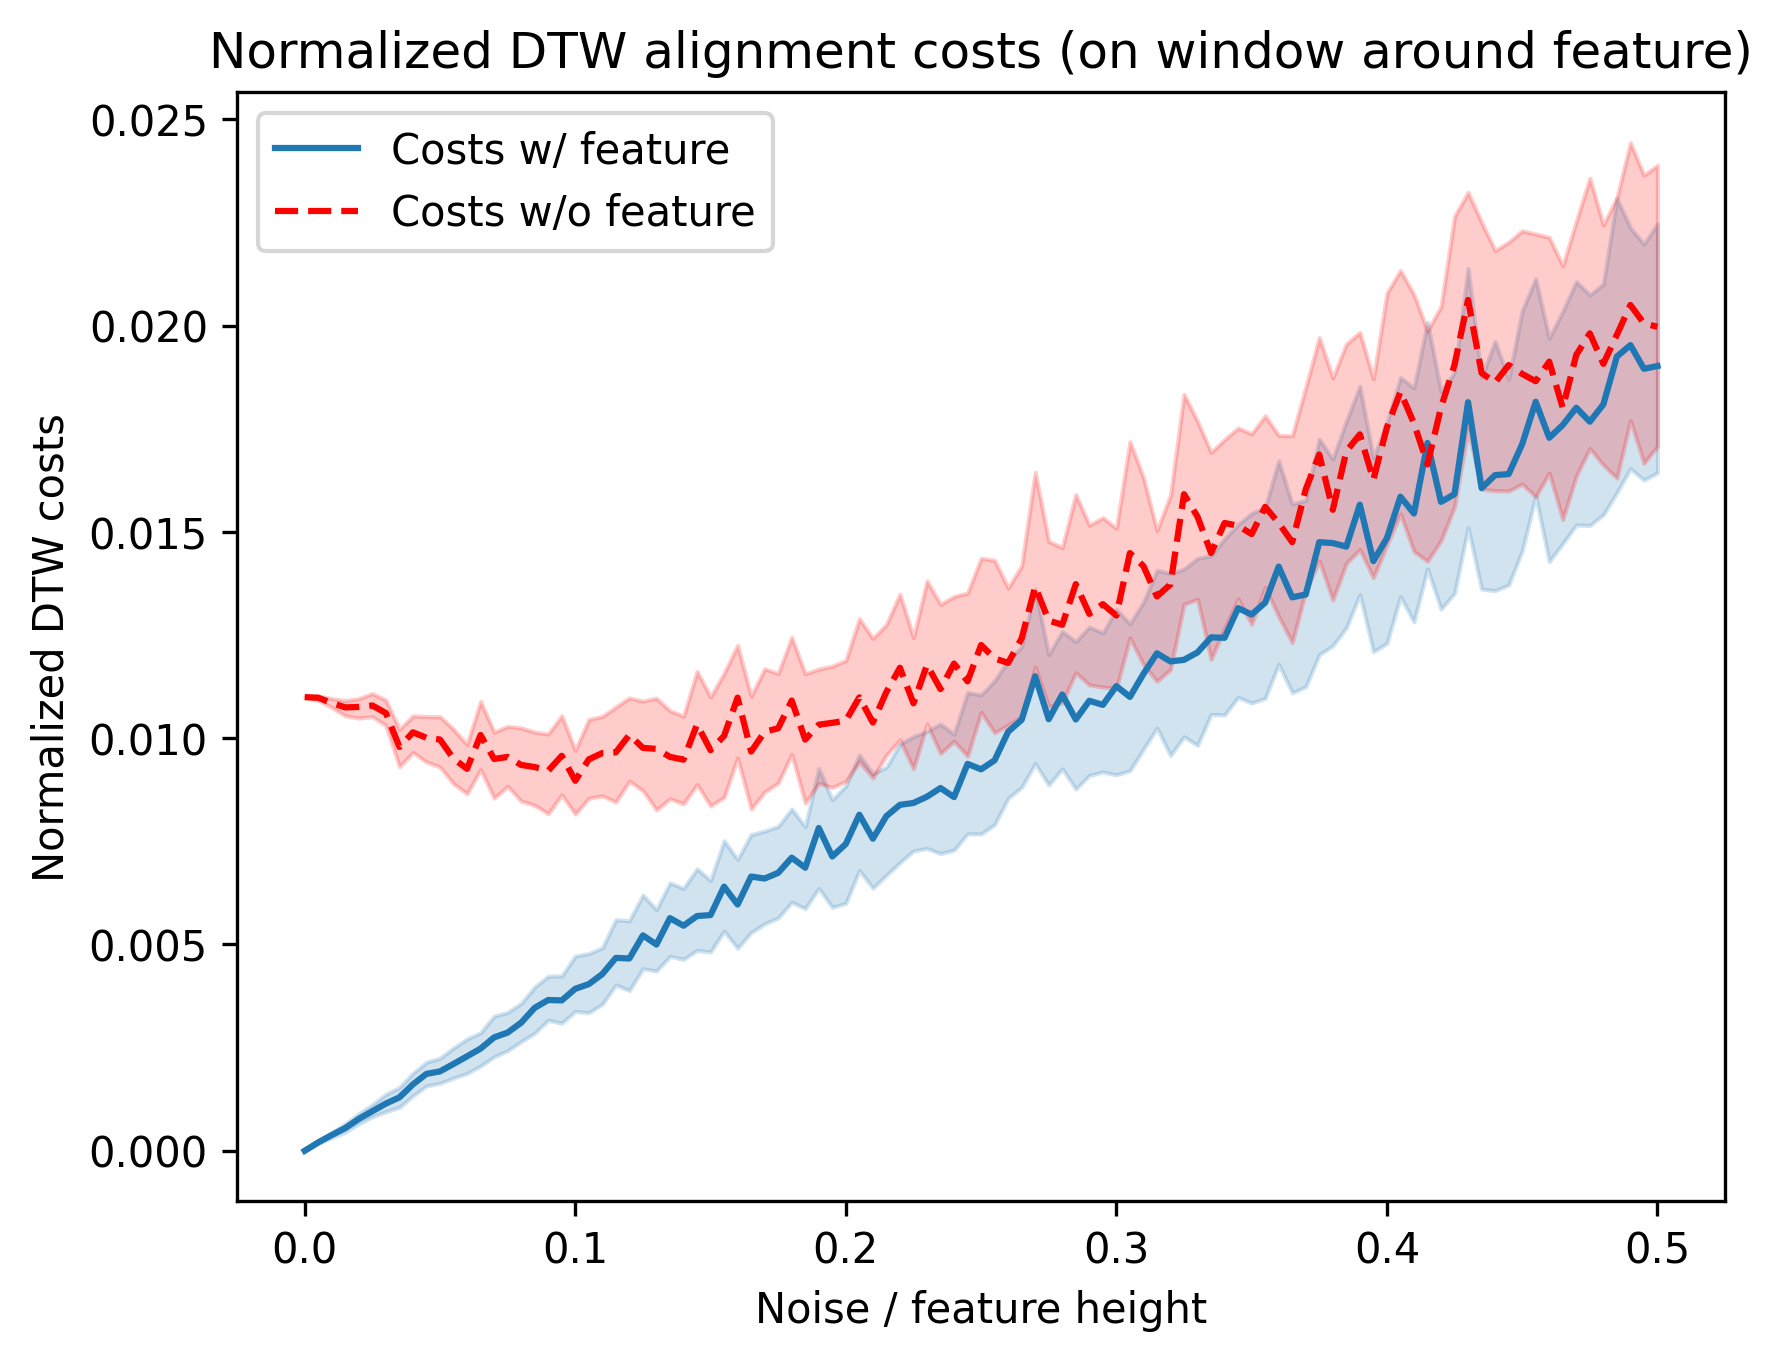 Normalized DTW alignment costs (on window around feature)
Costs w/ feature
Costs w/o feature
Normalized DTW costs
0.025
0.020
0.015
0.010
0.005
0.000
0.0 0.1 0.2 0.3 0.4 0.5
Noise / feature height